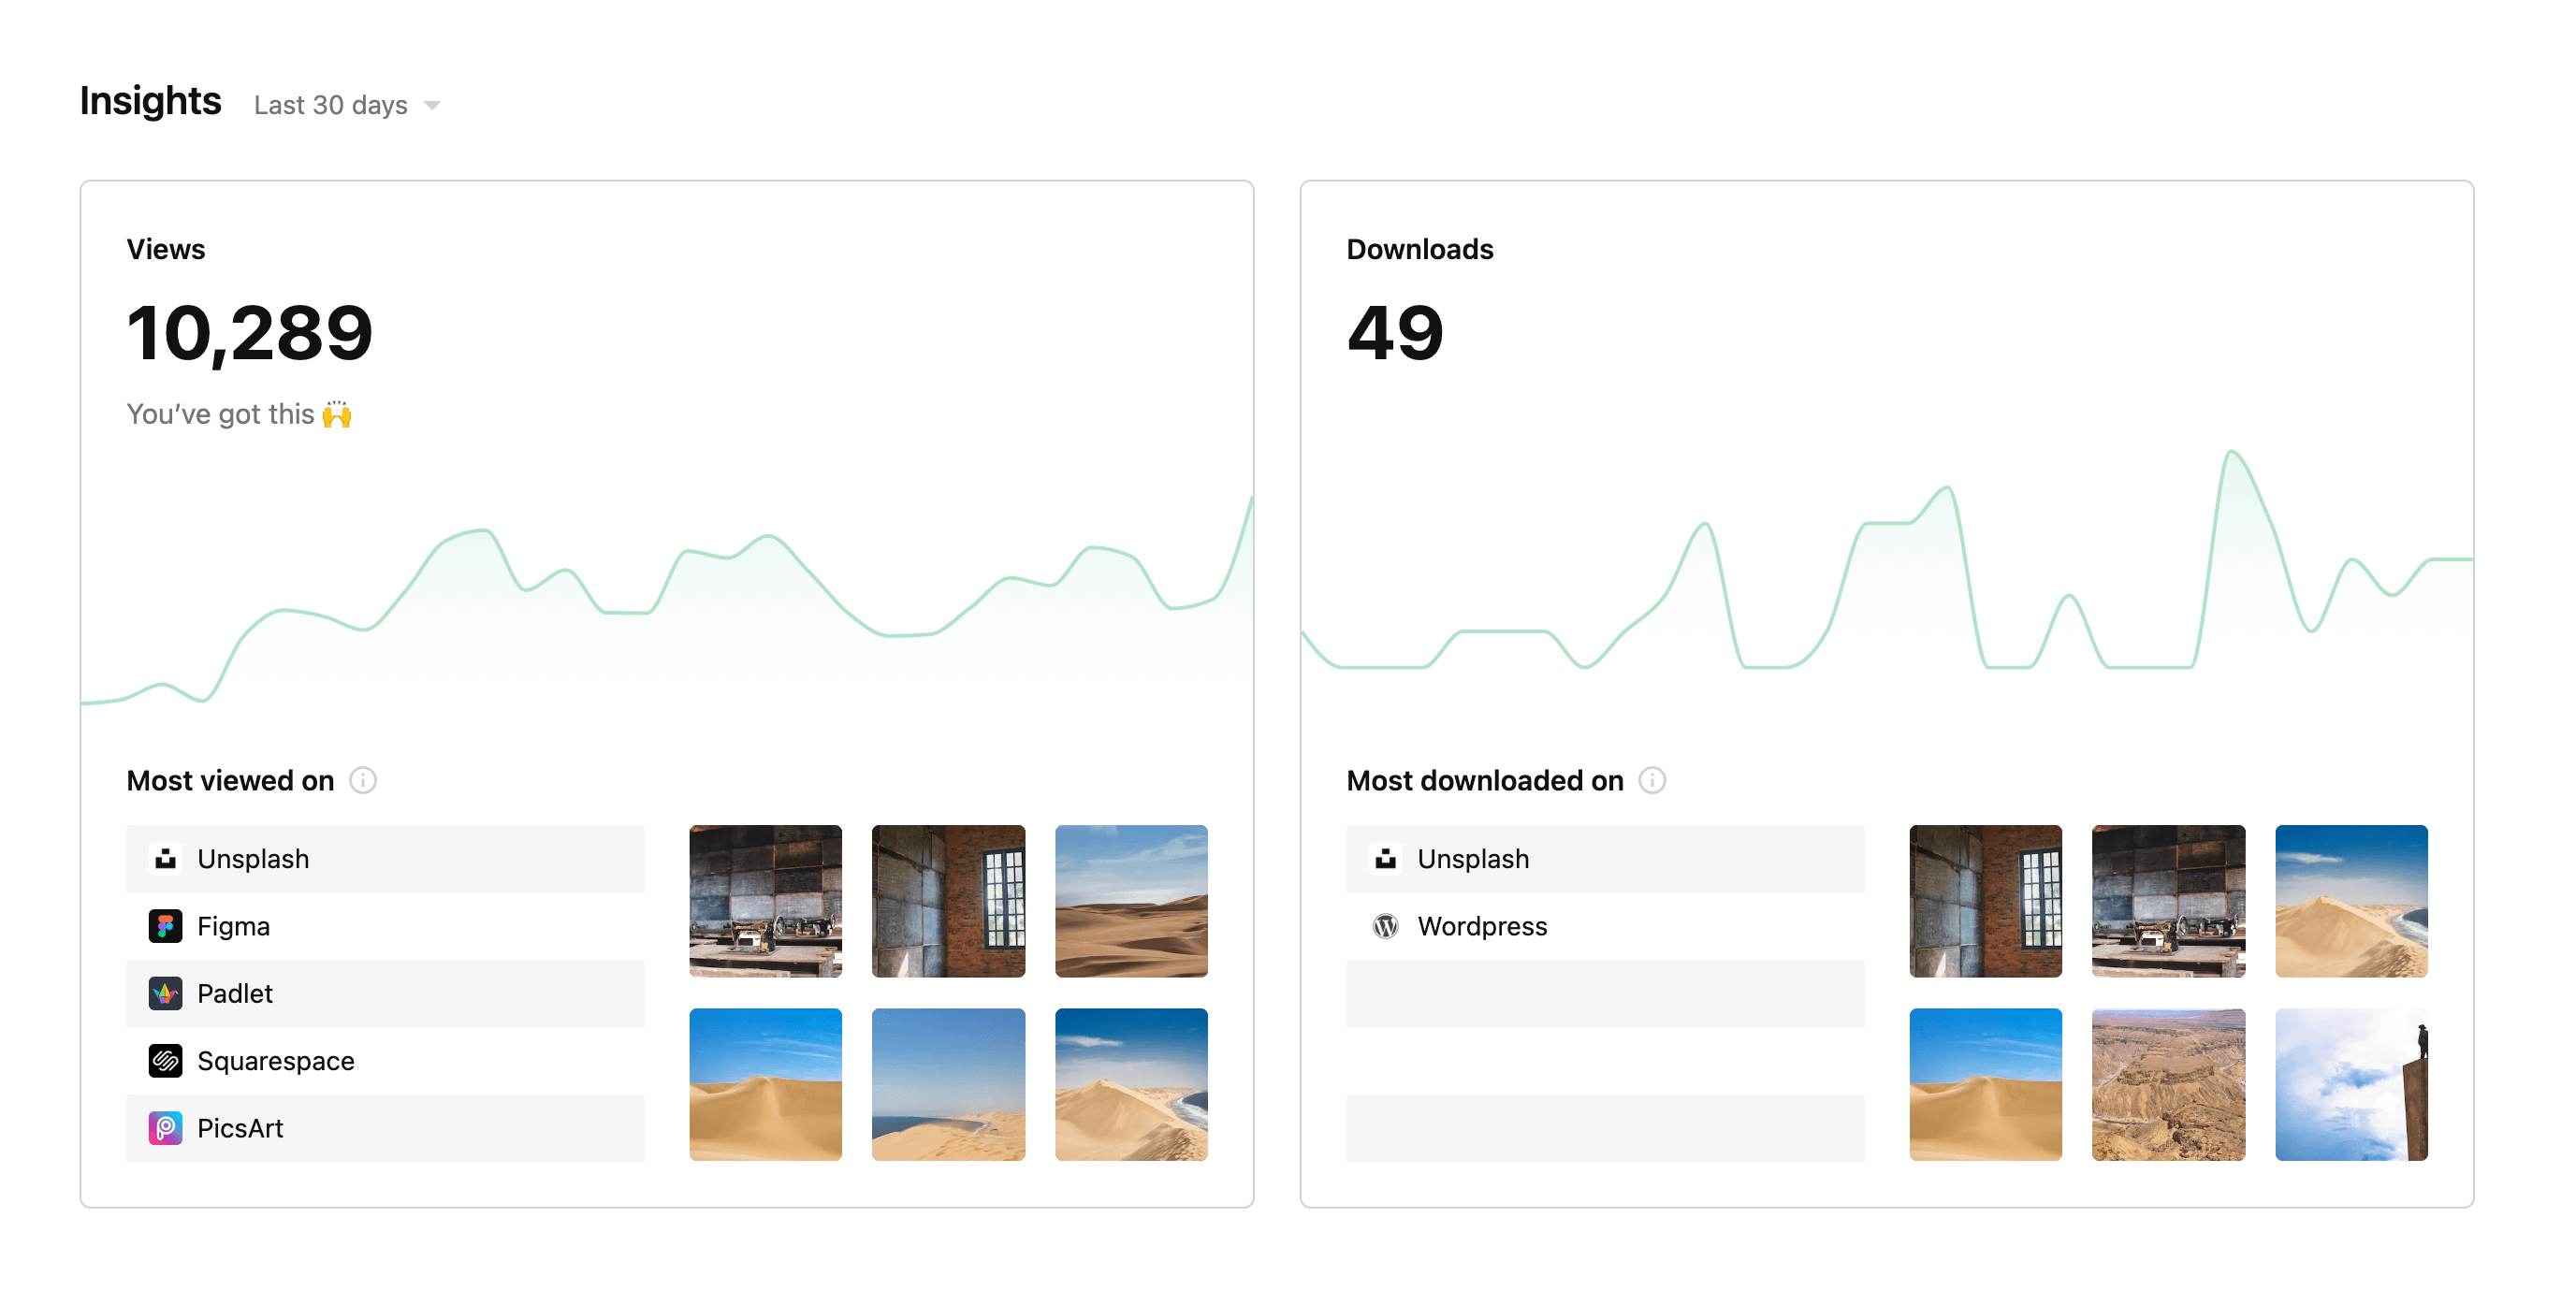 Insights Last 30 days
Views
10,289
You’ve got this 🙌
Most viewed on
Unsplash
Figma
Padlet
Squarespace
PicsArt
Downloads
49
Most downloaded on
Unsplash
Wordpress